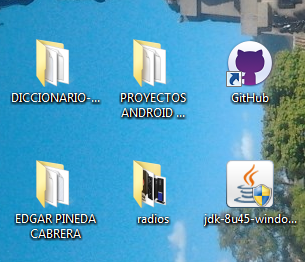 DICCIONARIO-...
PROYECTOS
ANDROID ...
GitHub
EDGAR PINEDA
CABRERA
radios
jdk-8u45-windo...